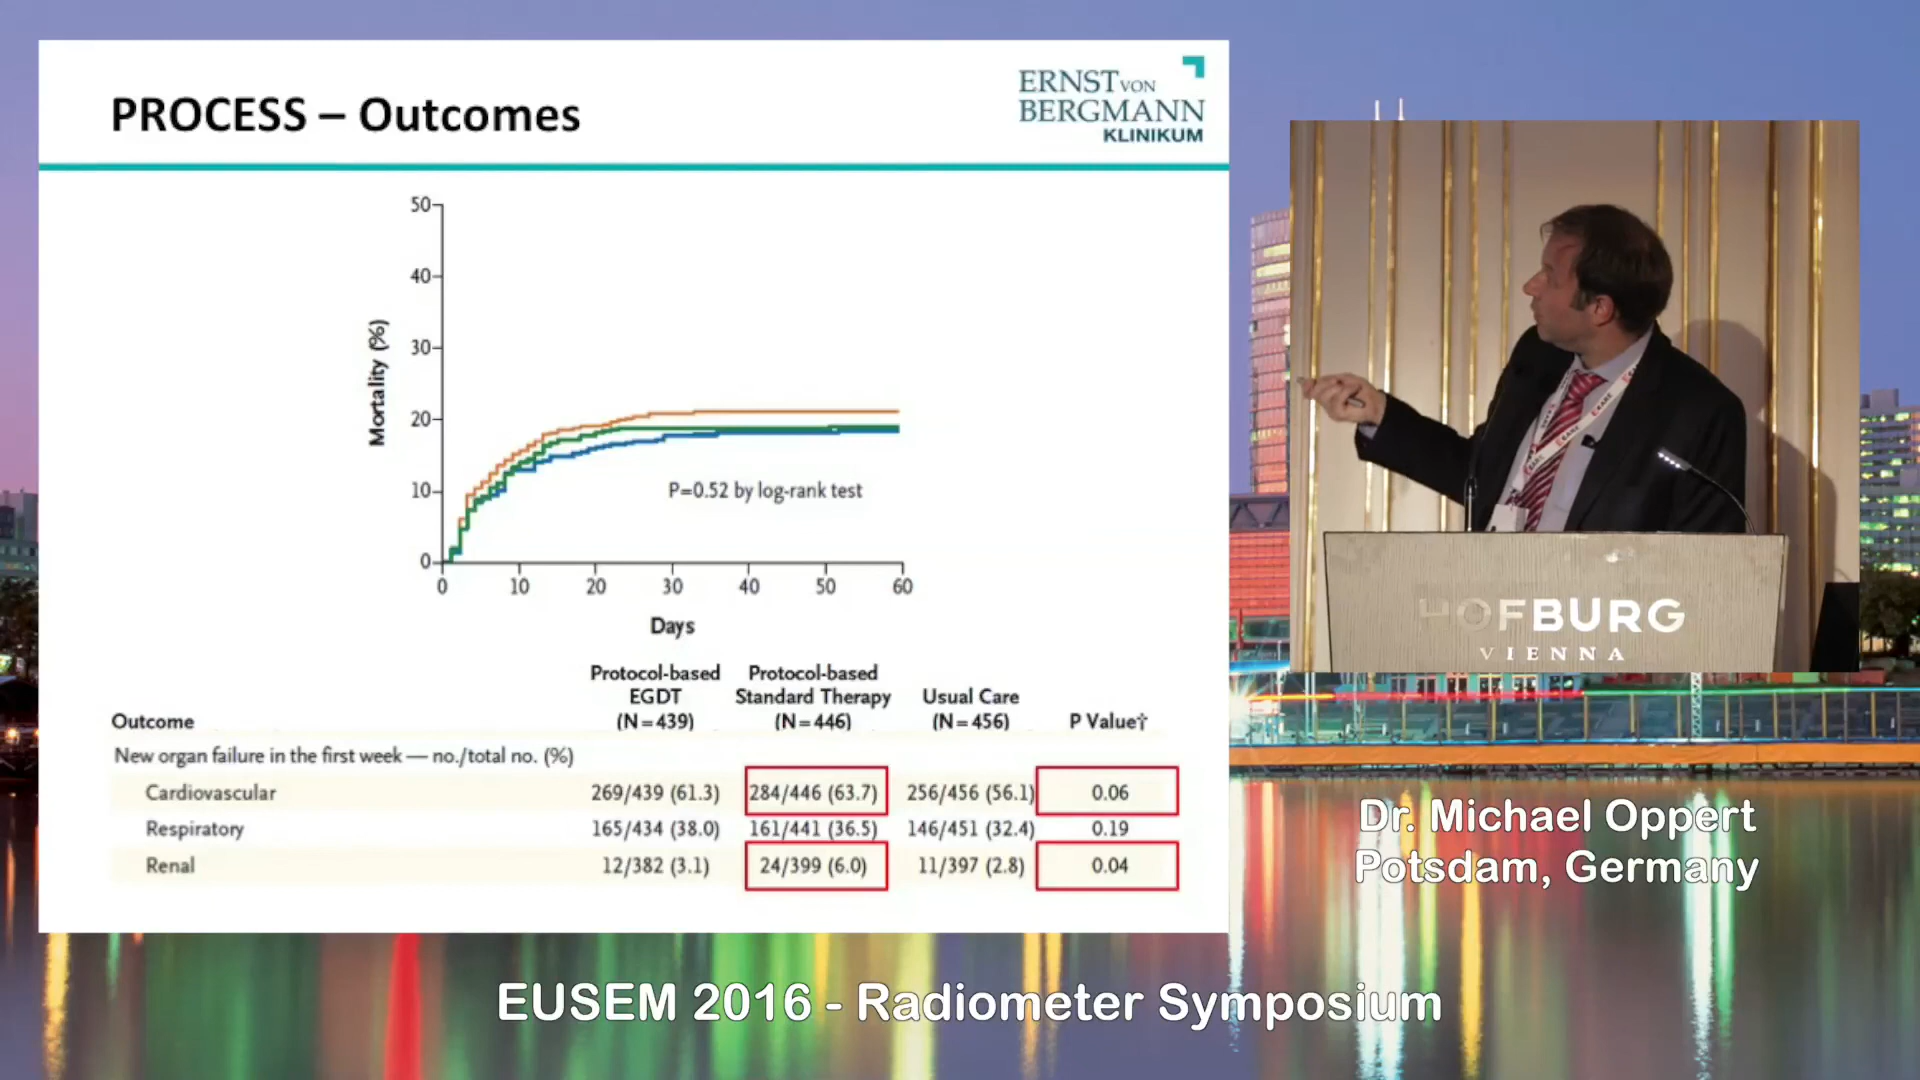 PROCESS – Outcomes
ERNST VON
BERGMANN
KLINIKUM
50
40
30
20
10
0
Mortality (%)
P=0.52 by log-rank test
0 10 20 30 40 50 60
Days
Outcome Protocol-based EGDT (N=439) Protocol-based Standard Therapy (N=446) Usual Care (N=456) P Value†
New organ failure in the first week — no./total no. (%)
Cardiovascular 269/439 (61.3) 284/446 (63.7) 256/456 (56.1) 0.06
Respiratory 165/434 (38.0) 161/441 (36.5) 146/451 (32.4) 0.19
Renal 12/382 (3.1) 24/399 (6.0) 11/397 (2.8) 0.04
HOFBURG
VIENNA
Dr. Michael Oppert
Potsdam, Germany
EUSEM 2016 - Radiometer Symposium